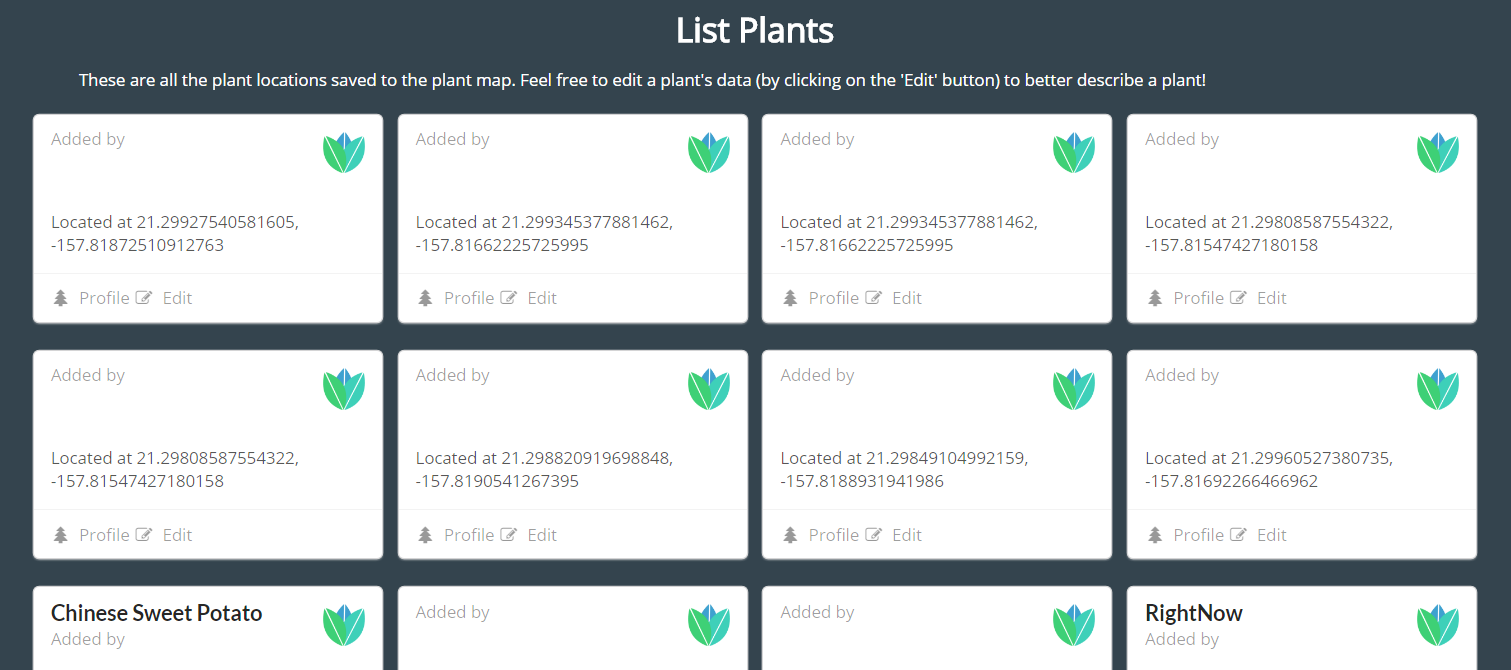 List Plants
These are all the plant locations saved to the plant map. Feel free to edit a plant's data (by clicking on the 'Edit' button) to better describe a plant!
Added by
Located at 21.29927540581605,
-157.81872510912763
Profile Edit
Added by
Located at 21.299345377881462,
-157.81662225725995
Profile Edit
Added by
Located at 21.299345377881462,
-157.81662225725995
Profile Edit
Added by
Located at 21.29808587554322,
-157.81547427180158
Profile Edit
Added by
Located at 21.29808587554322,
-157.81547427180158
Profile Edit
Added by
Located at 21.298820919698848,
-157.8190541267395
Profile Edit
Added by
Located at 21.29849104992159,
-157.8188931941986
Profile Edit
Added by
Located at 21.29960527380735,
-157.81692266466962
Profile Edit
Chinese Sweet Potato
Added by
Added by
Added by
RightNow
Added by